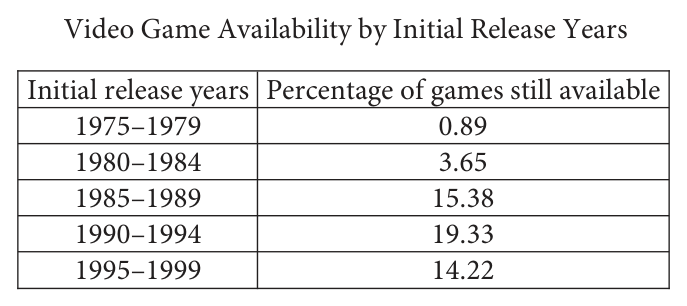 Video Game Availability by Initial Release Years
Initial release years Percentage of games still available
1975–1979 0.89
1980–1984 3.65
1985–1989 15.38
1990–1994 19.33
1995–1999 14.22